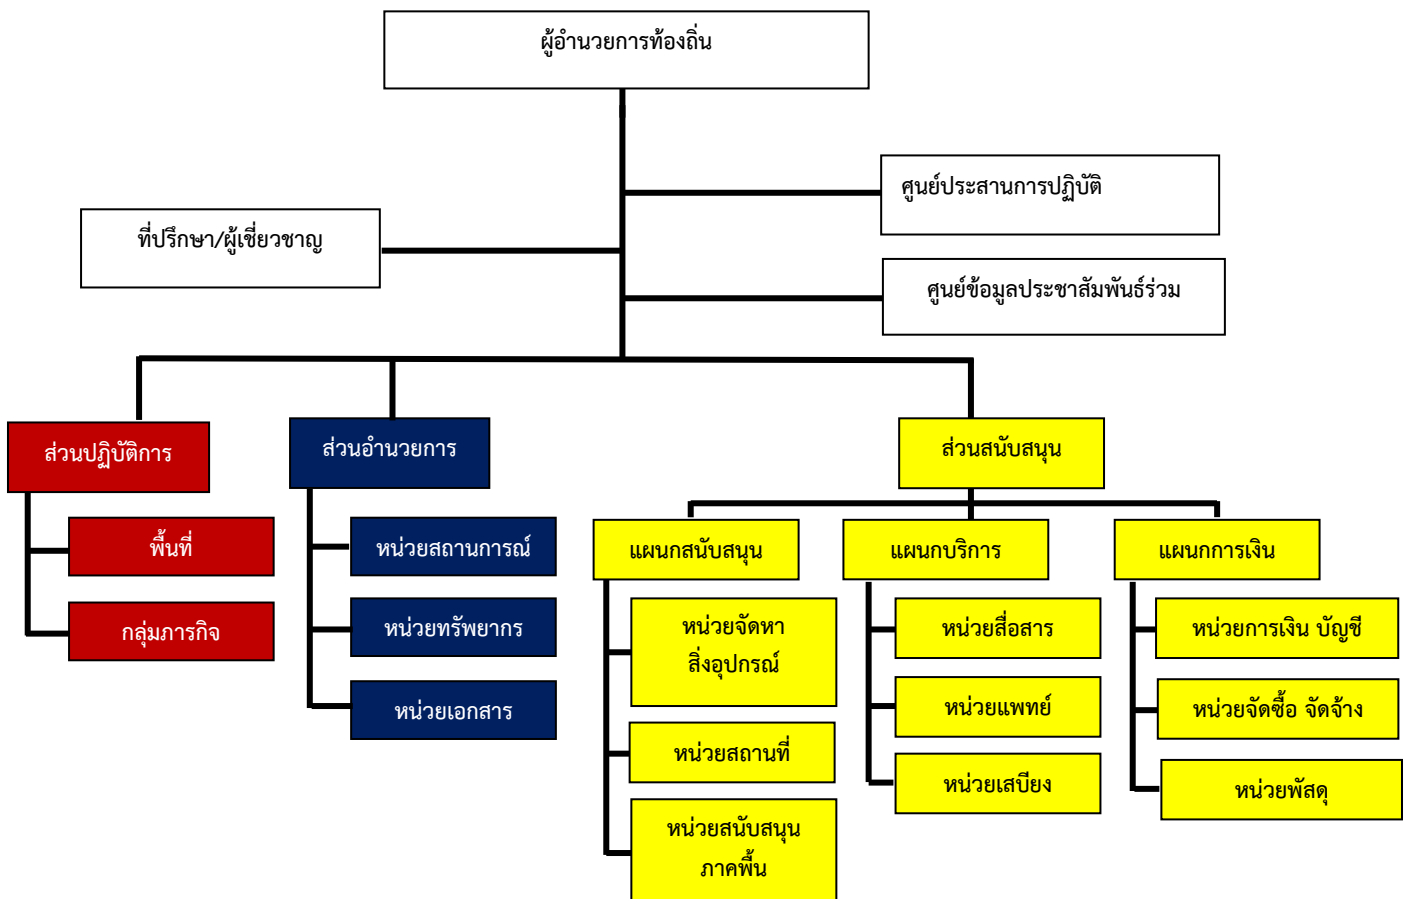 ผู้อำนวยการท้องถิ่น
ศูนย์ประสานการปฏิบัติ
ที่ปรึกษา/ผู้เชี่ยวชาญ
ศูนย์ข้อมูลประชาสัมพันธ์ร่วม
ส่วนปฏิบัติการ
ส่วนอำนวยการ
ส่วนสนับสนุน
พื้นที่
กลุ่มภารกิจ
หน่วยสถานการณ์
หน่วยทรัพยากร
หน่วยเอกสาร
แผนกสนับสนุน
หน่วยจัดหา
สิ่งอุปกรณ์
หน่วยสถานที่
หน่วยสนับสนุน
ภาคพื้น
แผนกบริการ
หน่วยสื่อสาร
หน่วยแพทย์
หน่วยเสบียง
แผนกการเงิน
หน่วยการเงิน บัญชี
หน่วยจัดซื้อ จัดจ้าง
หน่วยพัสดุ